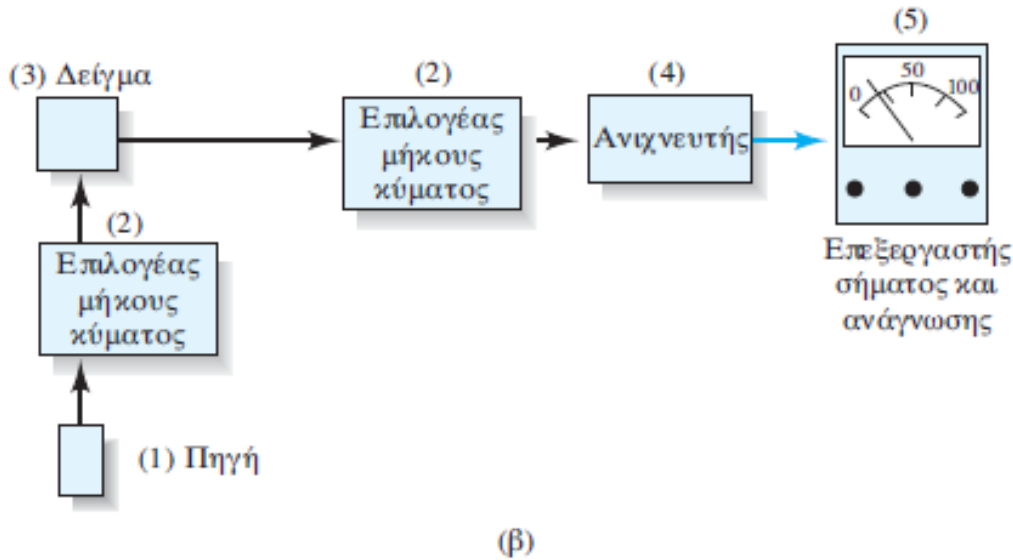 (5)
(3) Δείγμα
(2)
(4)
0 50 100
Επιλογέας
μήκους
κύματος
Ανιχνευτής
(2)
Επιλογέας
μήκους
κύματος
Επεξεργαστής
σήματος και
ανάγνωσης
(1) Πηγή
(β)